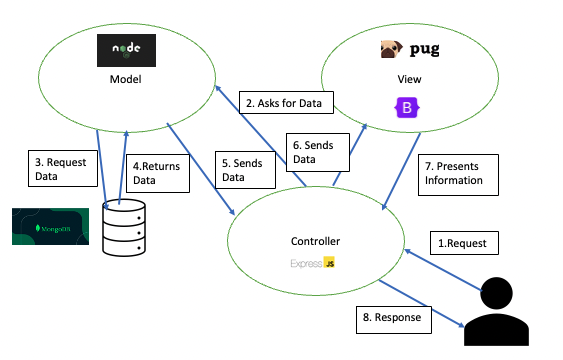 node
Model
pug
View
B
2. Asks for Data
3. Request
Data
4.Returns
Data
5. Sends
Data
6. Sends
Data
7. Presents
Information
MongoDB
Controller
Express JS
1.Request
8. Response